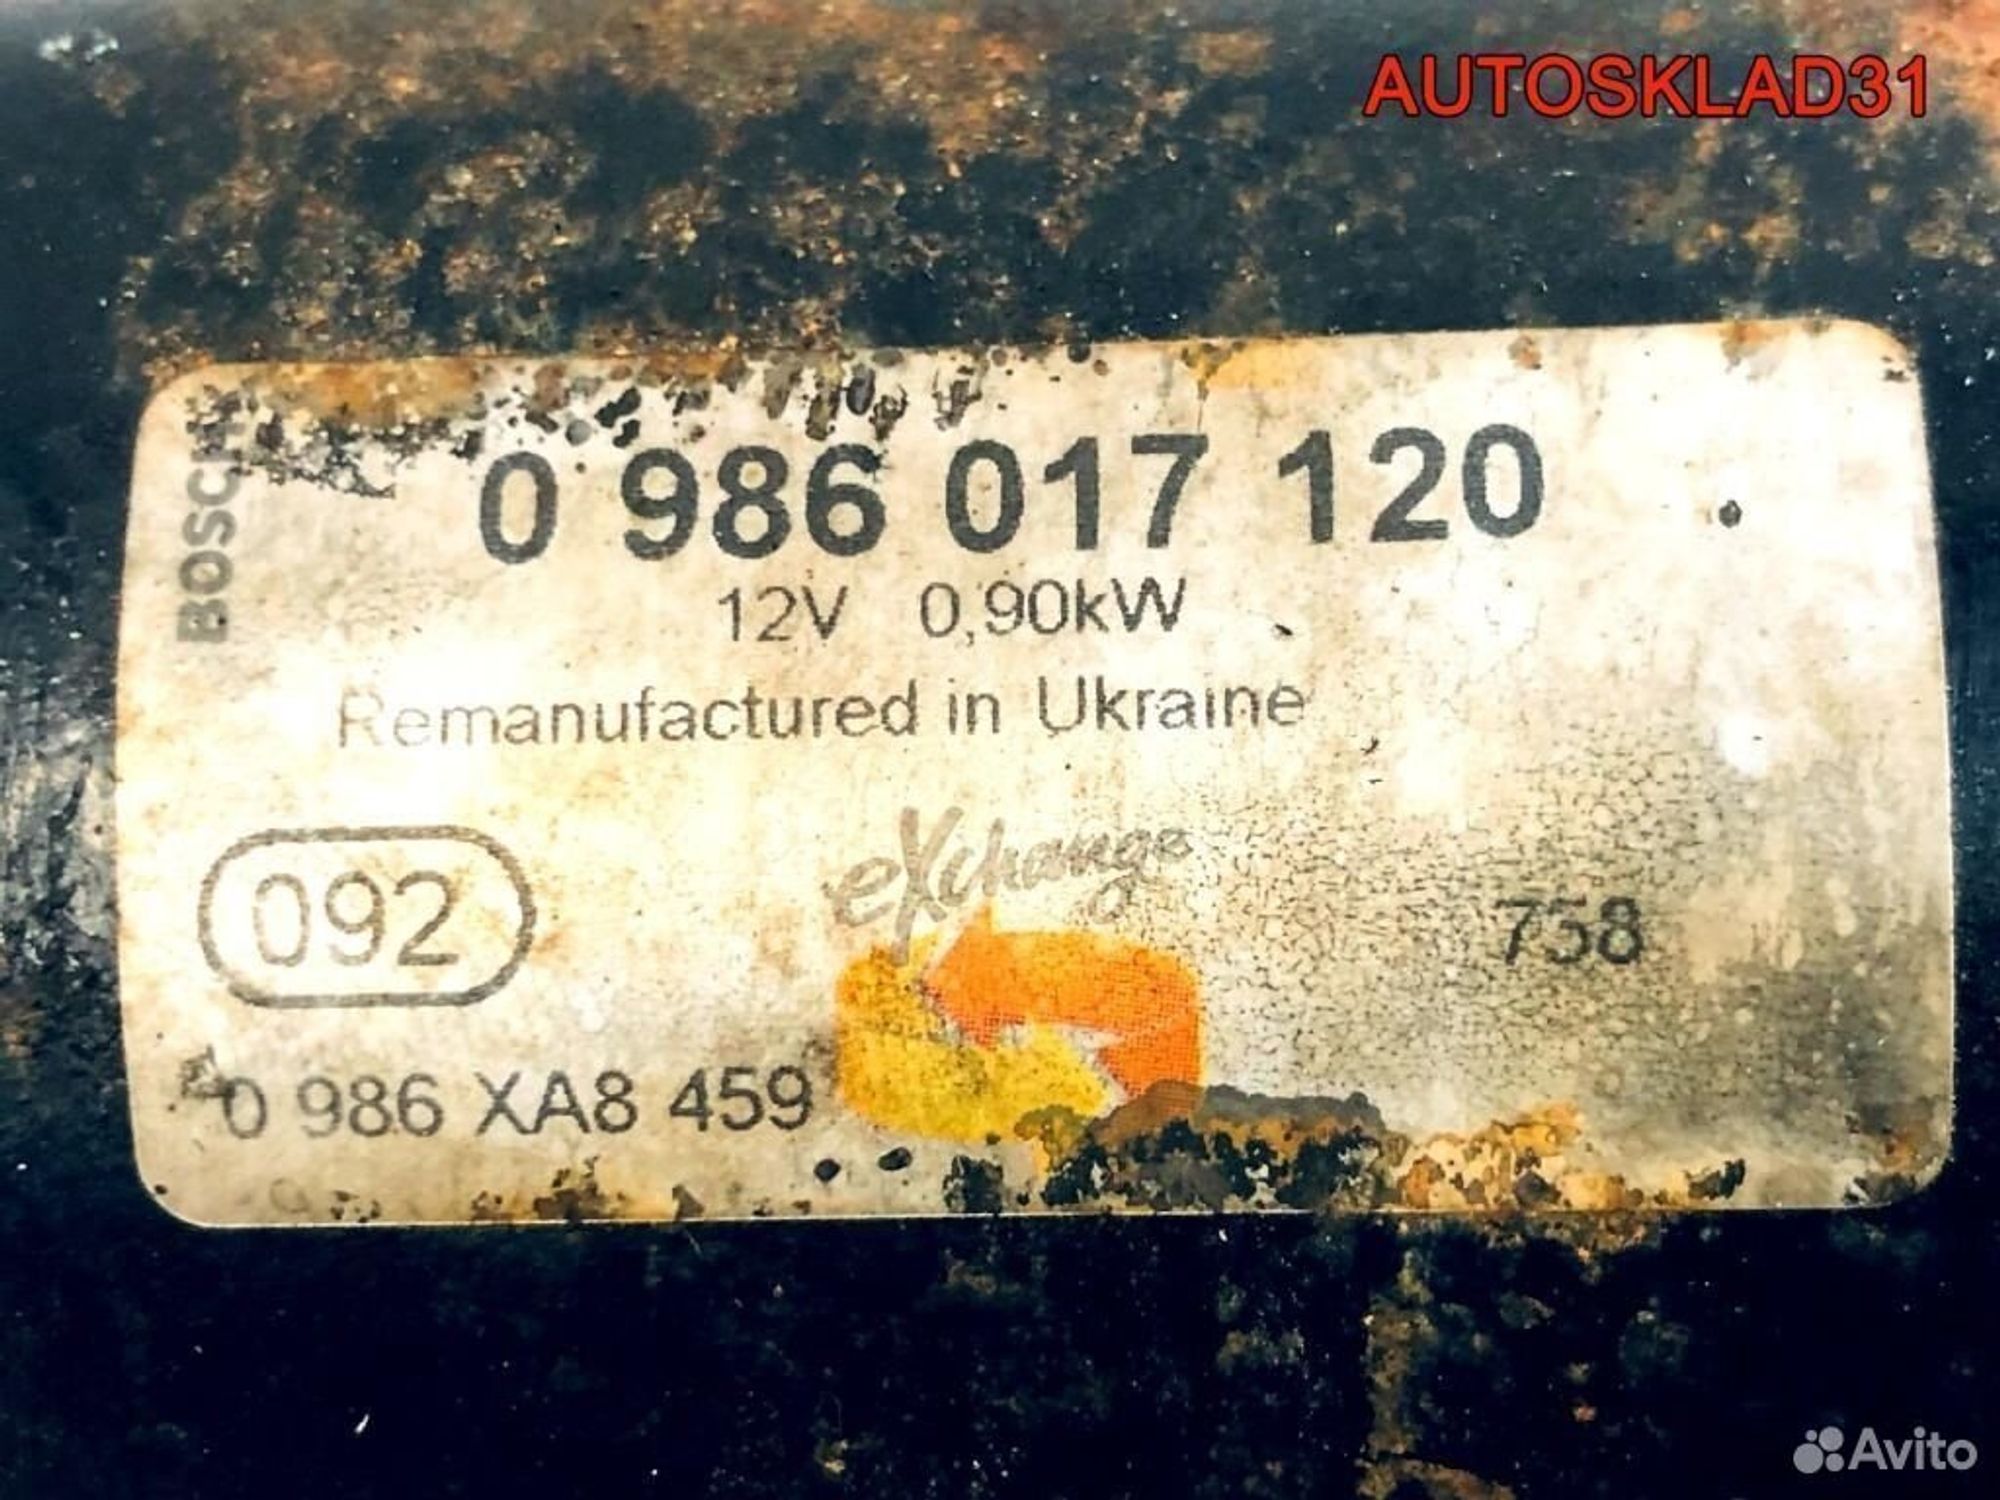 AUTOSKLAD31
BOSCH
0 986 017 120
12V 0,90kW
Remanufactured in Ukraine
eXchange
092
758
0 986 XA8 459
Avito